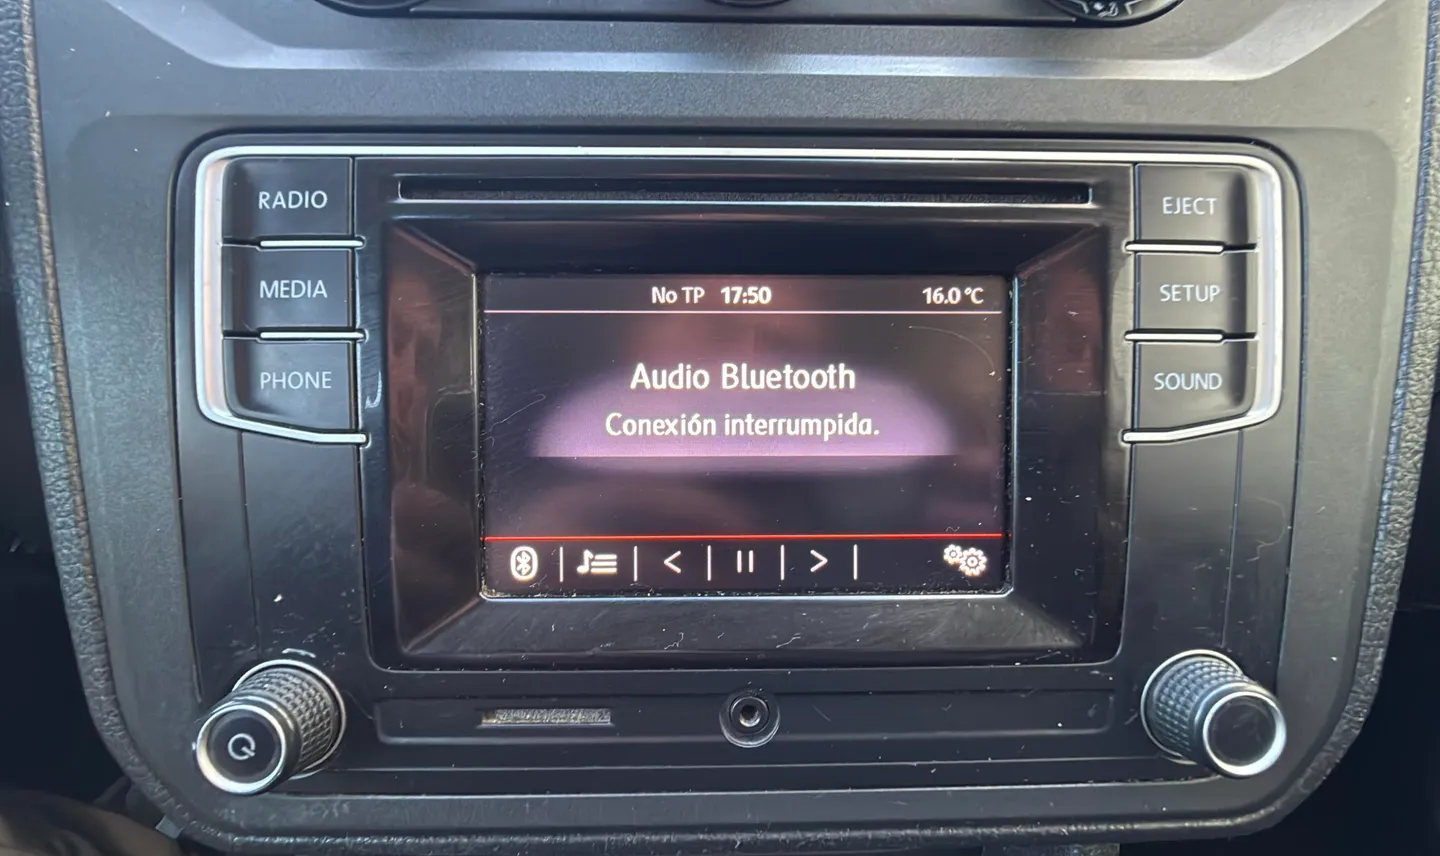 RADIO
MEDIA
PHONE
EJECT
SETUP
SOUND
No TP 17:50 16.0 °C
Audio Bluetooth
Conexión interrumpida.